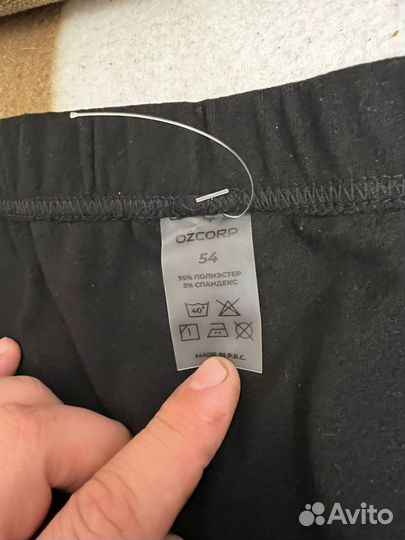 OZCORP
54
95% ПОЛИЭСТЕР
5% СПАНДЕКС
40°
MADE IN P.R.C.
Avito